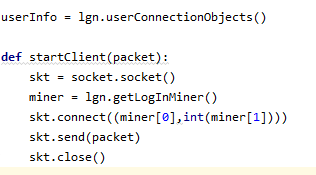 userInfo = lgn.userConnectionObjects()
def startClient(packet):
    skt = socket.socket()
    miner = lgn.getLogInMiner()
    skt.connect((miner[0],int(miner[1])))
    skt.send(packet)
    skt.close()